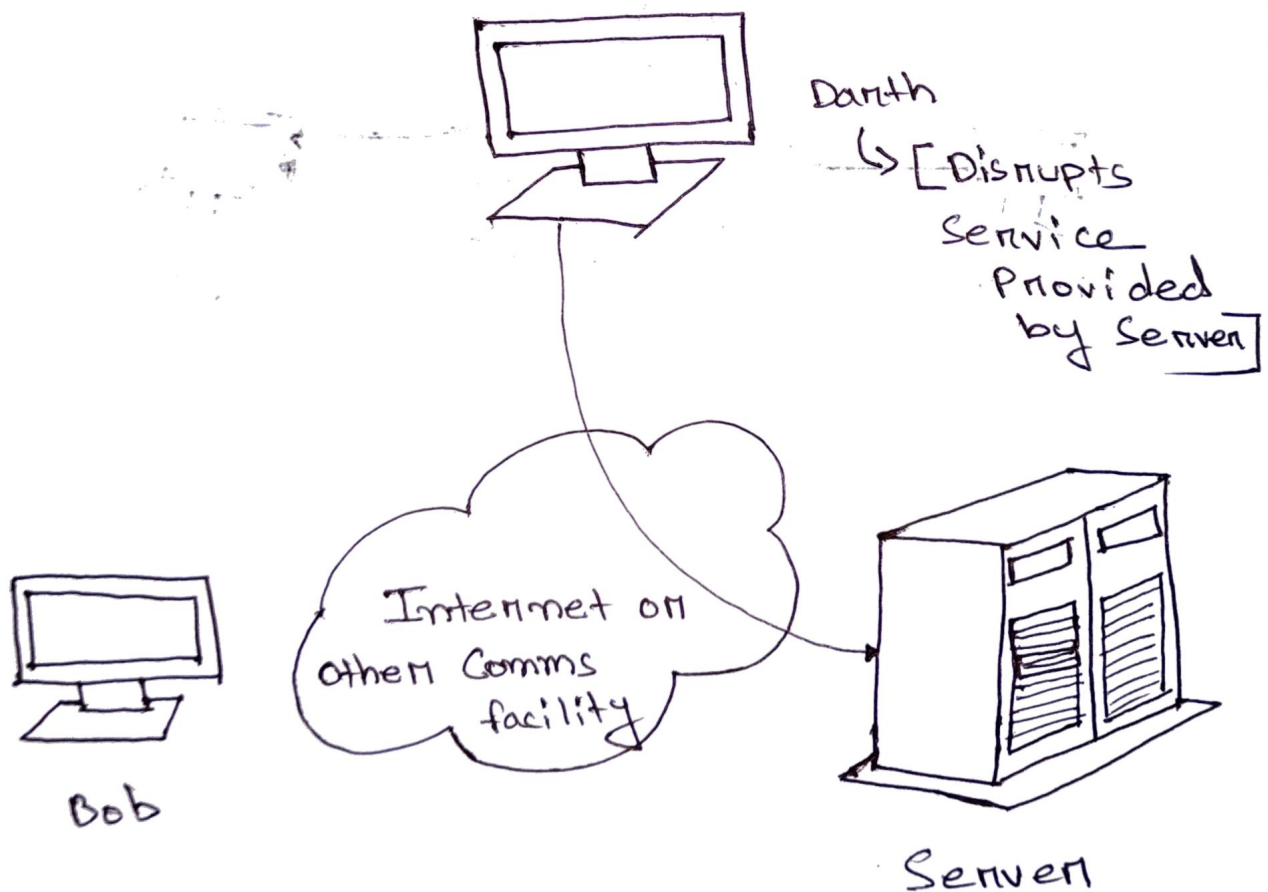 Darth
↳ [Disrupts
Service
Provided
by Server]
Internet or
other Comms
facility
Bob
Server